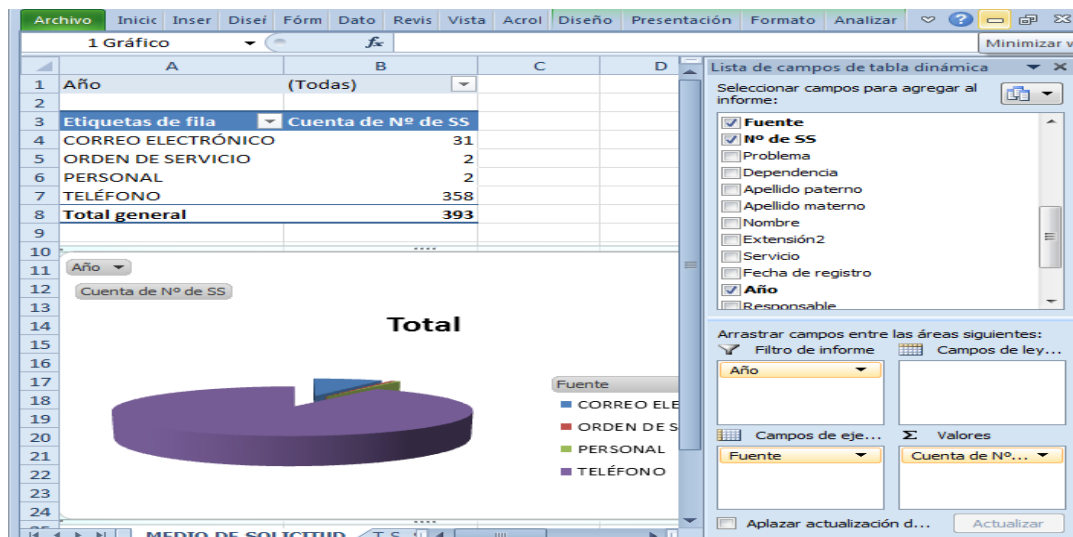 Archivo Inicic Inser Diseí Fórm Dato Revis Vista Acrol Diseño Presentación Formato Analizar
1 Gráfico fx
Minimizar v
A B C D
1 Año (Todas)
2
3 Etiquetas de fila Cuenta de Nº de SS
4 CORREO ELECTRÓNICO 31
5 ORDEN DE SERVICIO 2
6 PERSONAL 2
7 TELÉFONO 358
8 Total general 393
9
10
11 Año
12 Cuenta de Nº de SS
13
14 Total
15
16
17 Fuente
18 CORREO ELE
19 ORDEN DE S
20
21 PERSONAL
22 TELÉFONO
23
24
MEDIO DE SOLICITUD T S
Lista de campos de tabla dinámica
Seleccionar campos para agregar al
informe:
Fuente
Nº de SS
Problema
Dependencia
Apellido paterno
Apellido materno
Nombre
Extensión2
Servicio
Fecha de registro
Año
Responsable
Arrastrar campos entre las áreas siguientes:
Filtro de informe Campos de ley...
Año
Campos de eje... Σ Valores
Fuente Cuenta de Nº...
Aplazar actualización d... Actualizar